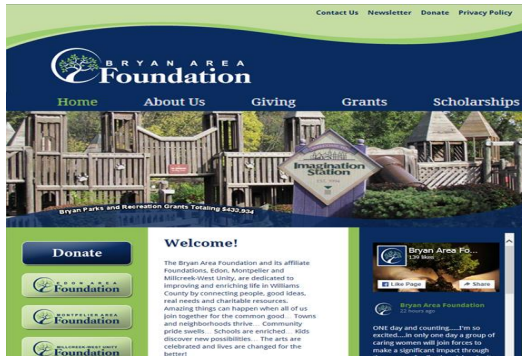 Contact Us Newsletter Donate Privacy Policy
BRYAN AREA
Foundation
Home About Us Giving Grants Scholarships
Imagination
Station
Bryan Parks and Recreation Grants Totaling $433,934
Donate
EDON AREA
Foundation
MONTPELIER AREA
Foundation
MILLCREEK-WEST UNITY
Foundation
Welcome!
The Bryan Area Foundation and its affiliate
Foundations, Edon, Montpelier and
Millcreek-West Unity, are dedicated to
improving and enriching life in Williams
County by connecting people, good ideas,
real needs and charitable resources.
Amazing things can happen when all of us
join together for the common good... Towns
and neighborhoods thrive... Community
pride swells... Schools are enriched... kids
discover new possibilities... The arts are
celebrated and lives are changed for the
better!
Bryan Area Fo...
139 likes
Like Page Share
Bryan Area Foundation
22 hours ago
ONE day and counting.....I'm so
excited....in only one day a group of
caring women will join forces to
make a significant impact through